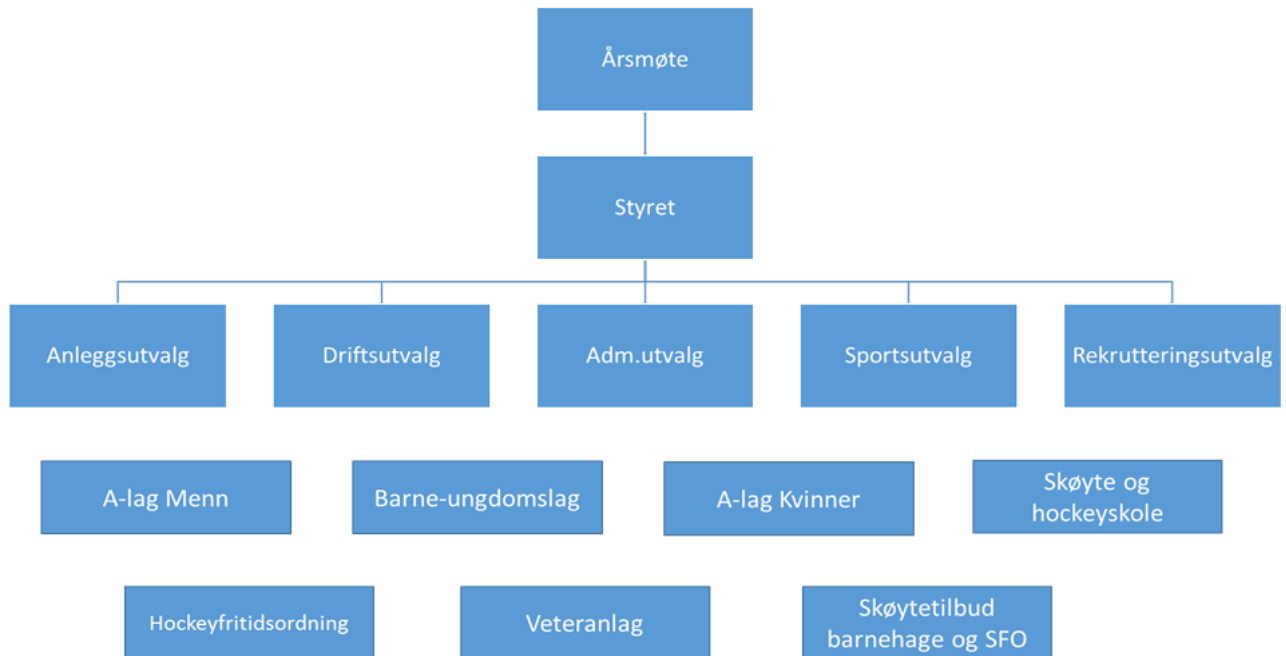 Årsmøte
Styret
Anleggsutvalg
Driftsutvalg
Adm.utvalg
Sportsutvalg
Rekrutteringsutvalg
A-lag Menn
Barne-ungdomslag
A-lag Kvinner
Skøyte og
hockeyskole
Hockeyfritidsordning
Veteranlag
Skøytetilbud
barnehage og SFO